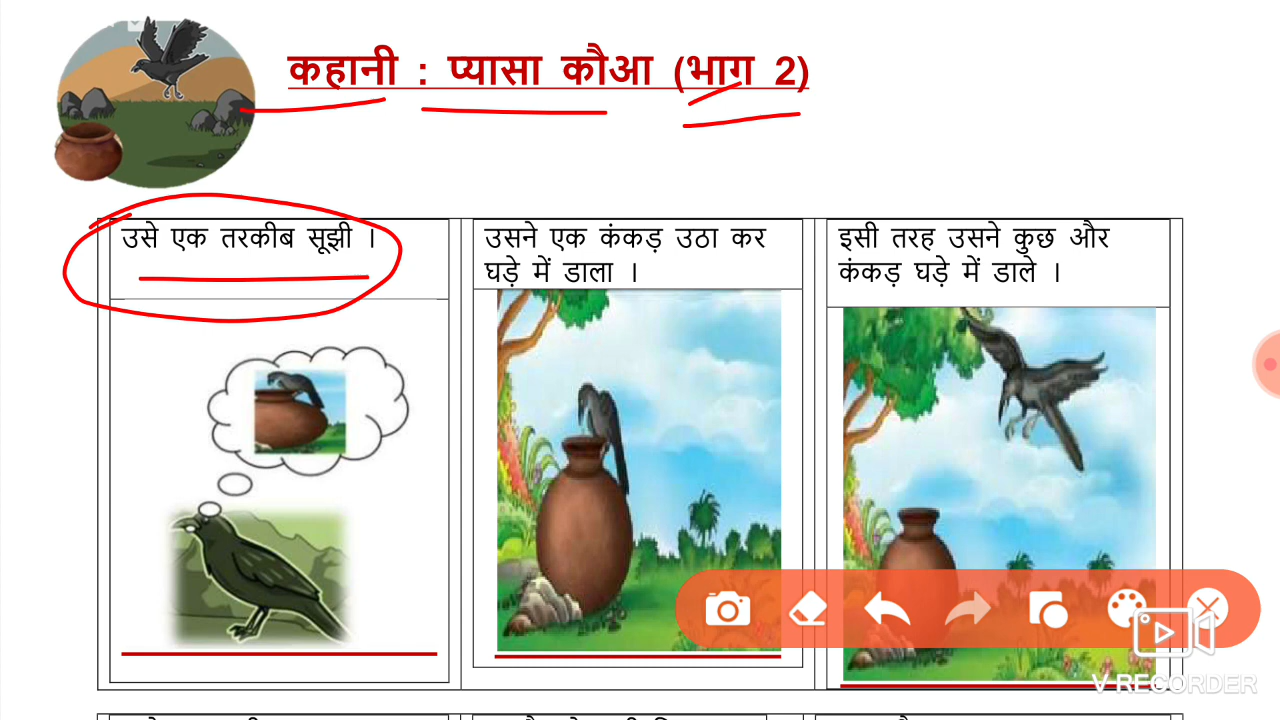 कहानी : प्यासा कौआ (भाग 2)
उसे एक तरकीब सूझी ।
उसने एक कंकड़ उठा कर
घड़े में डाला ।
इसी तरह उसने कुछ और
कंकड़ घड़े में डाले ।
V RECORDER